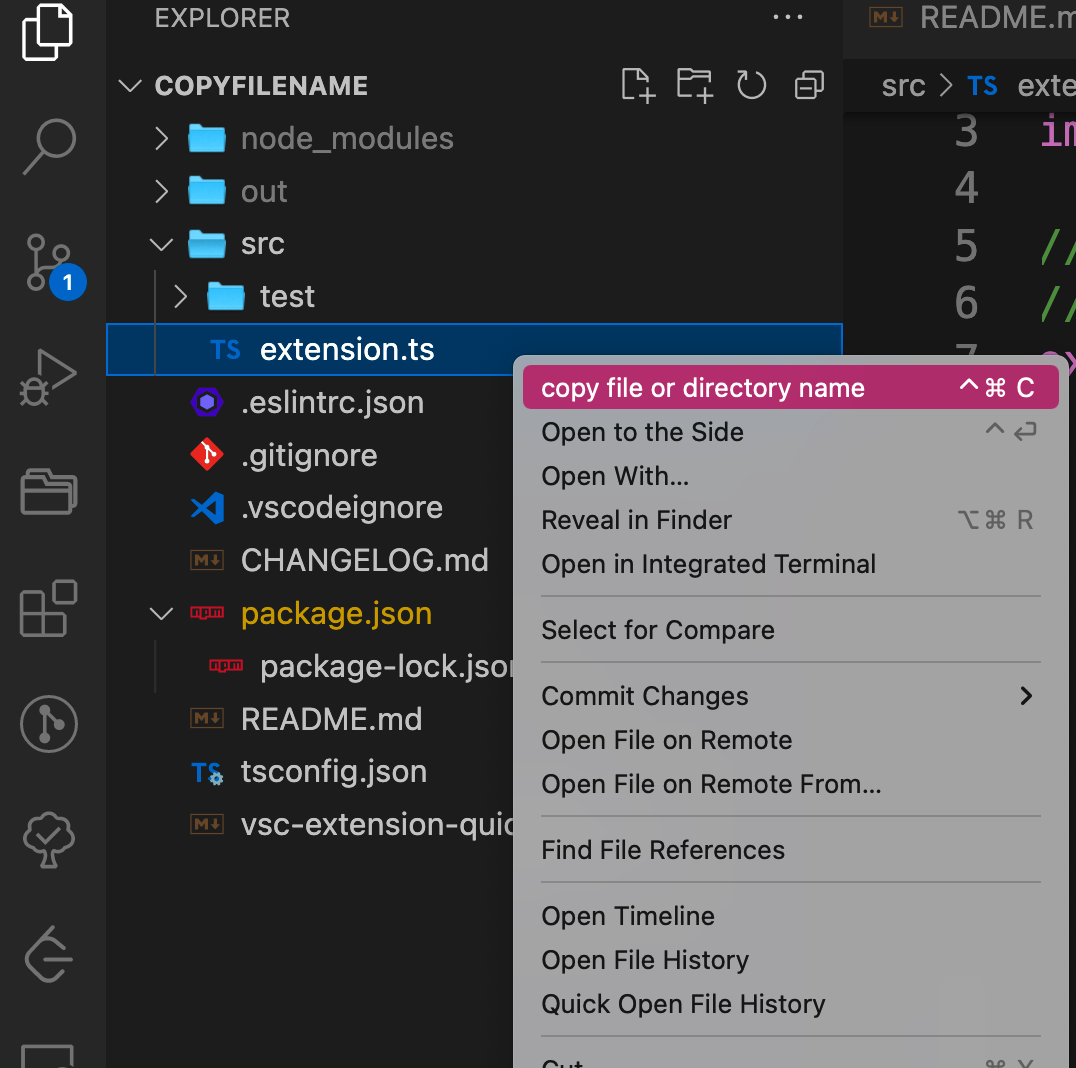 EXPLORER
COPYFILENAME
node_modules
out
src
test
TS extension.ts
.eslintrc.json
.gitignore
.vscodeignore
CHANGELOG.md
package.json
package-lock.json
README.md
TS tsconfig.json
vsc-extension-quic
1
README.m
src > TS exte
3 im
4
5 //
6 //
7 ex
copy file or directory name ^⌘ C
Open to the Side ^↩
Open With...
Reveal in Finder ⌥⌘ R
Open in Integrated Terminal
Select for Compare
Commit Changes >
Open File on Remote
Open File on Remote From...
Find File References
Open Timeline
Open File History
Quick Open File History
Cut ⌘ X